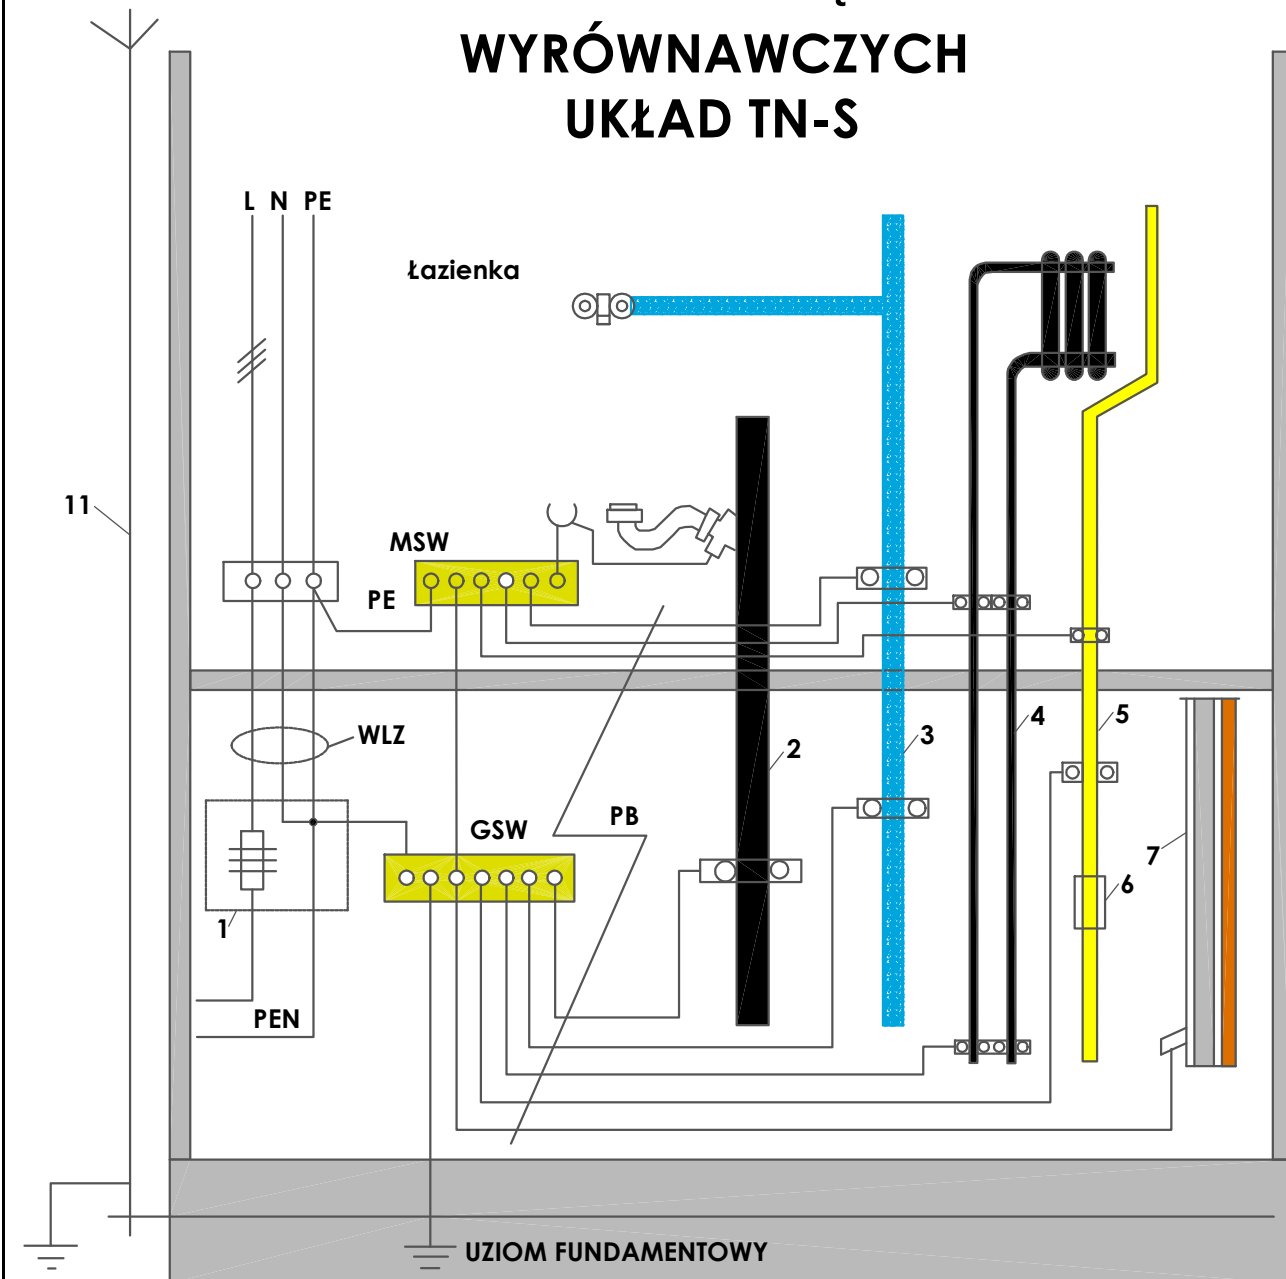 WYRÓWNAWCZYCH
UKŁAD TN-S
L N PE
Łazienka
11
MSW
PE
WLZ
2
3
4
5
PB
GSW
7
6
1
PEN
UZIOM FUNDAMENTOWY